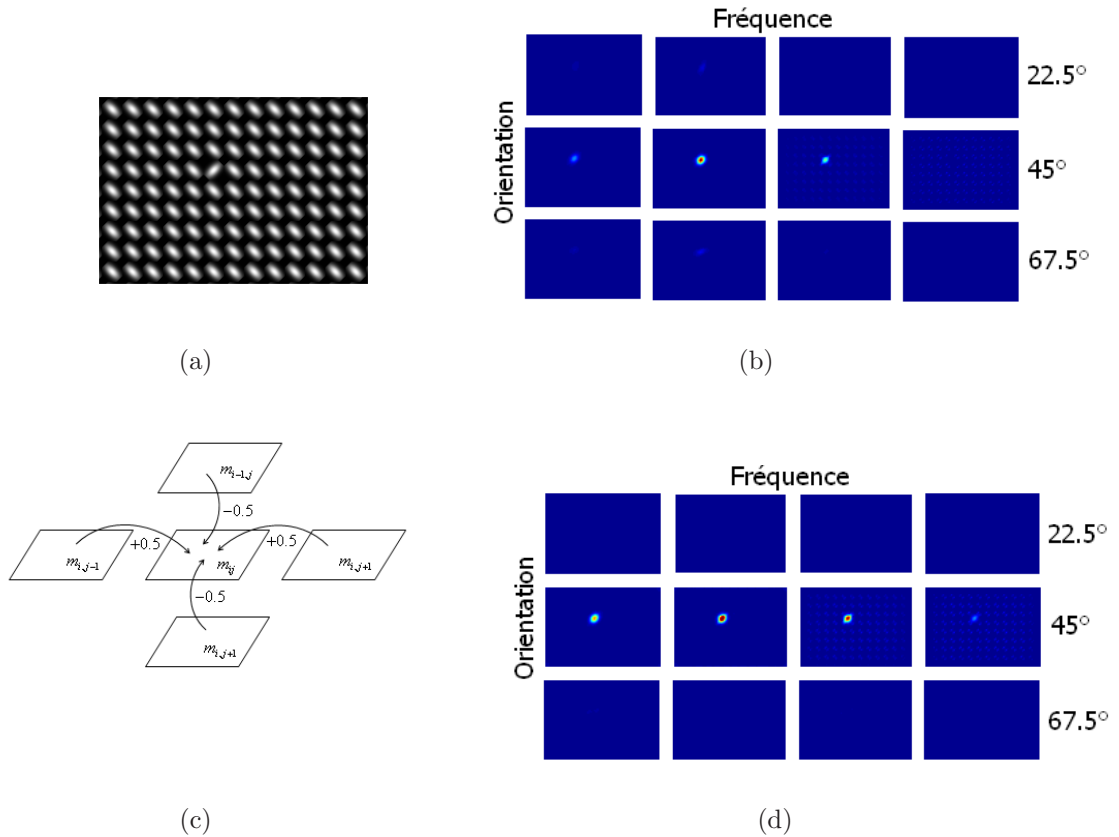 Fréquence
Orientation
22.5°
45°
67.5°
(a)
(b)
m_{i-1,j}
-0.5
m_{i,j-1}
+0.5
m_{ij}
+0.5
m_{i,j+1}
-0.5
m_{i,j+1}
Fréquence
Orientation
22.5°
45°
67.5°
(c)
(d)